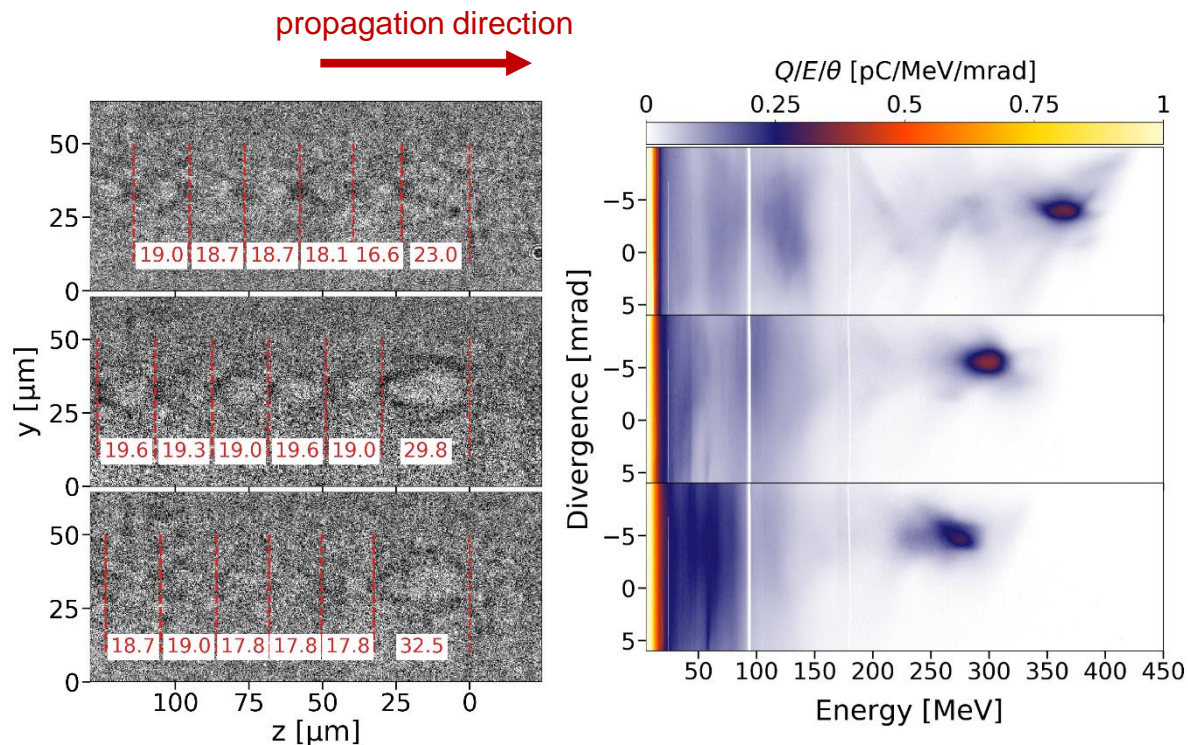 propagation direction
50
25
0
19.0 18.7 18.7 18.1 16.6 23.0
50
25
0
19.6 19.3 19.0 19.6 19.0 29.8
50
25
0
18.7 19.0 17.8 17.8 17.8 32.5
100 75 50 25 0
z [μm]
y [μm]
Q/E/θ [pC/MeV/mrad]
0 0.25 0.5 0.75 1
−5
0
5
−5
0
5
−5
0
5
Divergence [mrad]
50 100 150 200 250 300 350 400 450
Energy [MeV]